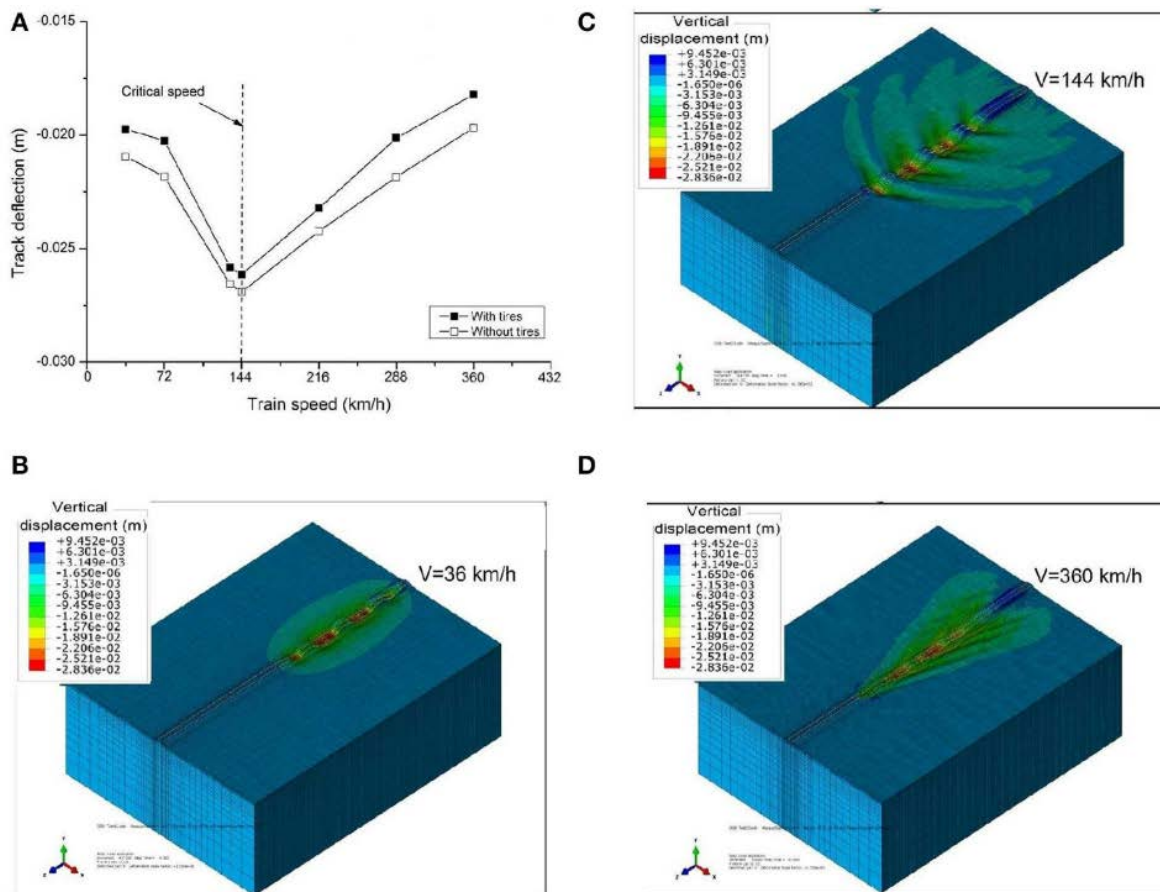 A
-0.015
-0.020
-0.025
-0.030
Track deflection (m)
Critical speed
With tires
Without tires
0 72 144 216 288 360 432
Train speed (km/h)
B
Vertical
displacement (m)
+9.452e-03
+6.301e-03
+3.149e-03
-1.650e-06
-3.153e-03
-6.304e-03
-9.455e-03
-1.261e-02
-1.576e-02
-1.891e-02
-2.206e-02
-2.521e-02
-2.836e-02
V=36 km/h
Y
Z X
C
Vertical
displacement (m)
+9.452e-03
+6.301e-03
+3.149e-03
-1.650e-06
-3.153e-03
-6.304e-03
-9.455e-03
-1.261e-02
-1.576e-02
-1.891e-02
-2.206e-02
-2.521e-02
-2.836e-02
V=144 km/h
Y
Z X
D
Vertical
displacement (m)
+9.452e-03
+6.301e-03
+3.149e-03
-1.650e-06
-3.153e-03
-6.304e-03
-9.455e-03
-1.261e-02
-1.576e-02
-1.891e-02
-2.206e-02
-2.521e-02
-2.836e-02
V=360 km/h
Y
Z X